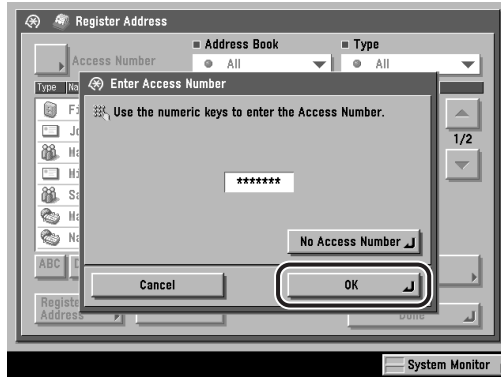 Register Address
Address Book
Type
Access Number
All
All
Type Na
Enter Access Number
Use the numeric keys to enter the Access Number.
1/2
*******
No Access Number
ABC
Cancel
OK
Registe
Address
Done
System Monitor